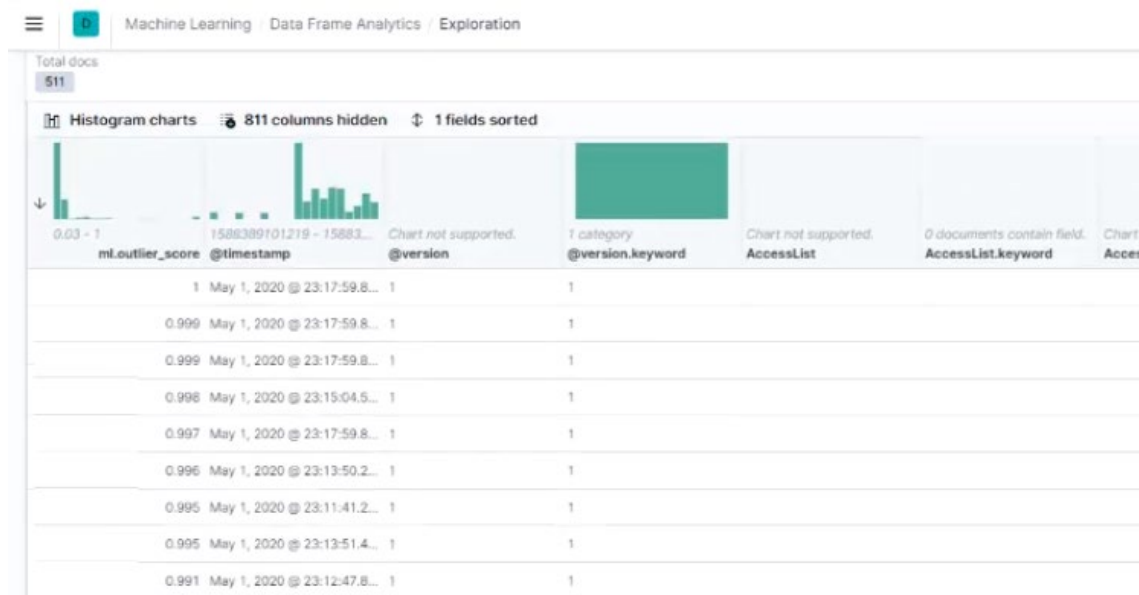 D Machine Learning / Data Frame Analytics / Exploration
Total docs
511
Histogram charts 811 columns hidden 1 fields sorted
0.03 - 1 1588389101219 - 15883... Chart not supported. 1 category Chart not supported. 0 documents contain field. Chart
ml.outlier_score @timestamp @version @version.keyword AccessList AccessList.keyword Acces
1 May 1, 2020 @ 23:17:59.8... 1 1
0.999 May 1, 2020 @ 23:17:59.8... 1 1
0.999 May 1, 2020 @ 23:17:59.8... 1 1
0.998 May 1, 2020 @ 23:15:04.5... 1 1
0.997 May 1, 2020 @ 23:17:59.8... 1 1
0.996 May 1, 2020 @ 23:13:50.2... 1 1
0.995 May 1, 2020 @ 23:11:41.2... 1 1
0.995 May 1, 2020 @ 23:13:51.4... 1 1
0.991 May 1, 2020 @ 23:12:47.8... 1 1